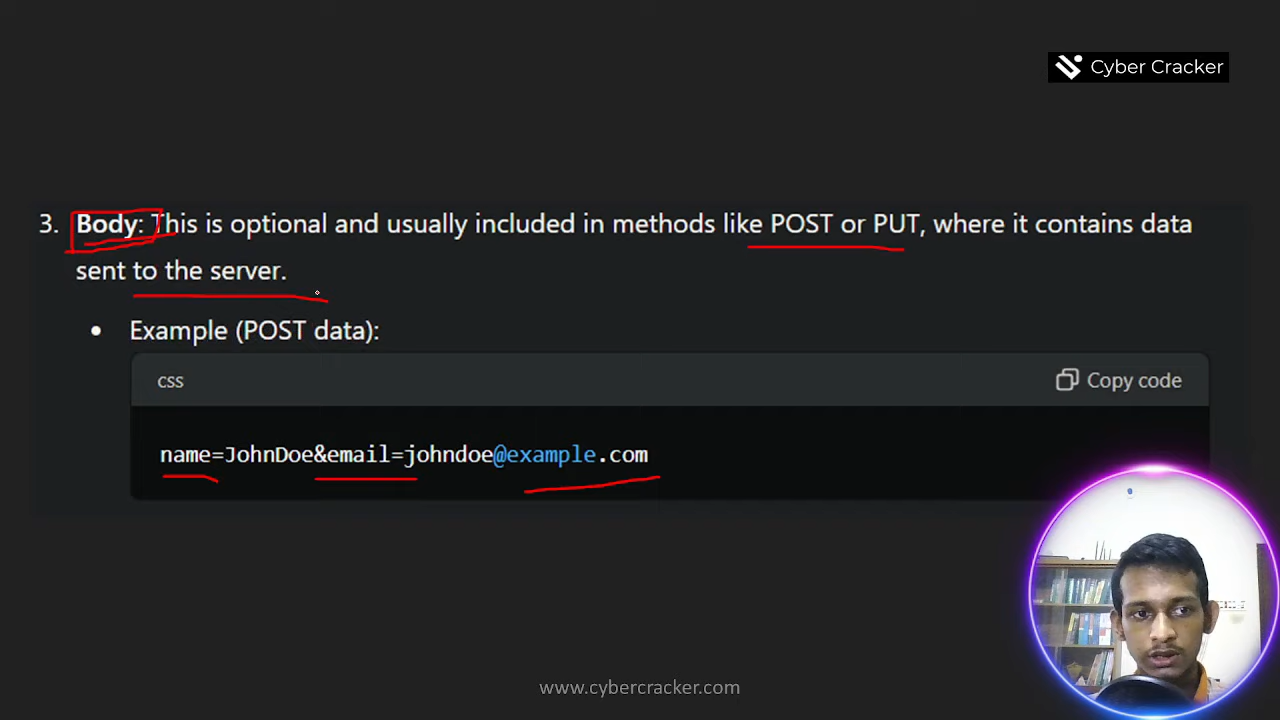 Cyber Cracker
3. Body: This is optional and usually included in methods like POST or PUT, where it contains data
sent to the server.
• Example (POST data):
css
Copy code
name=JohnDoe&email=johndoe@example.com
www.cybercracker.com